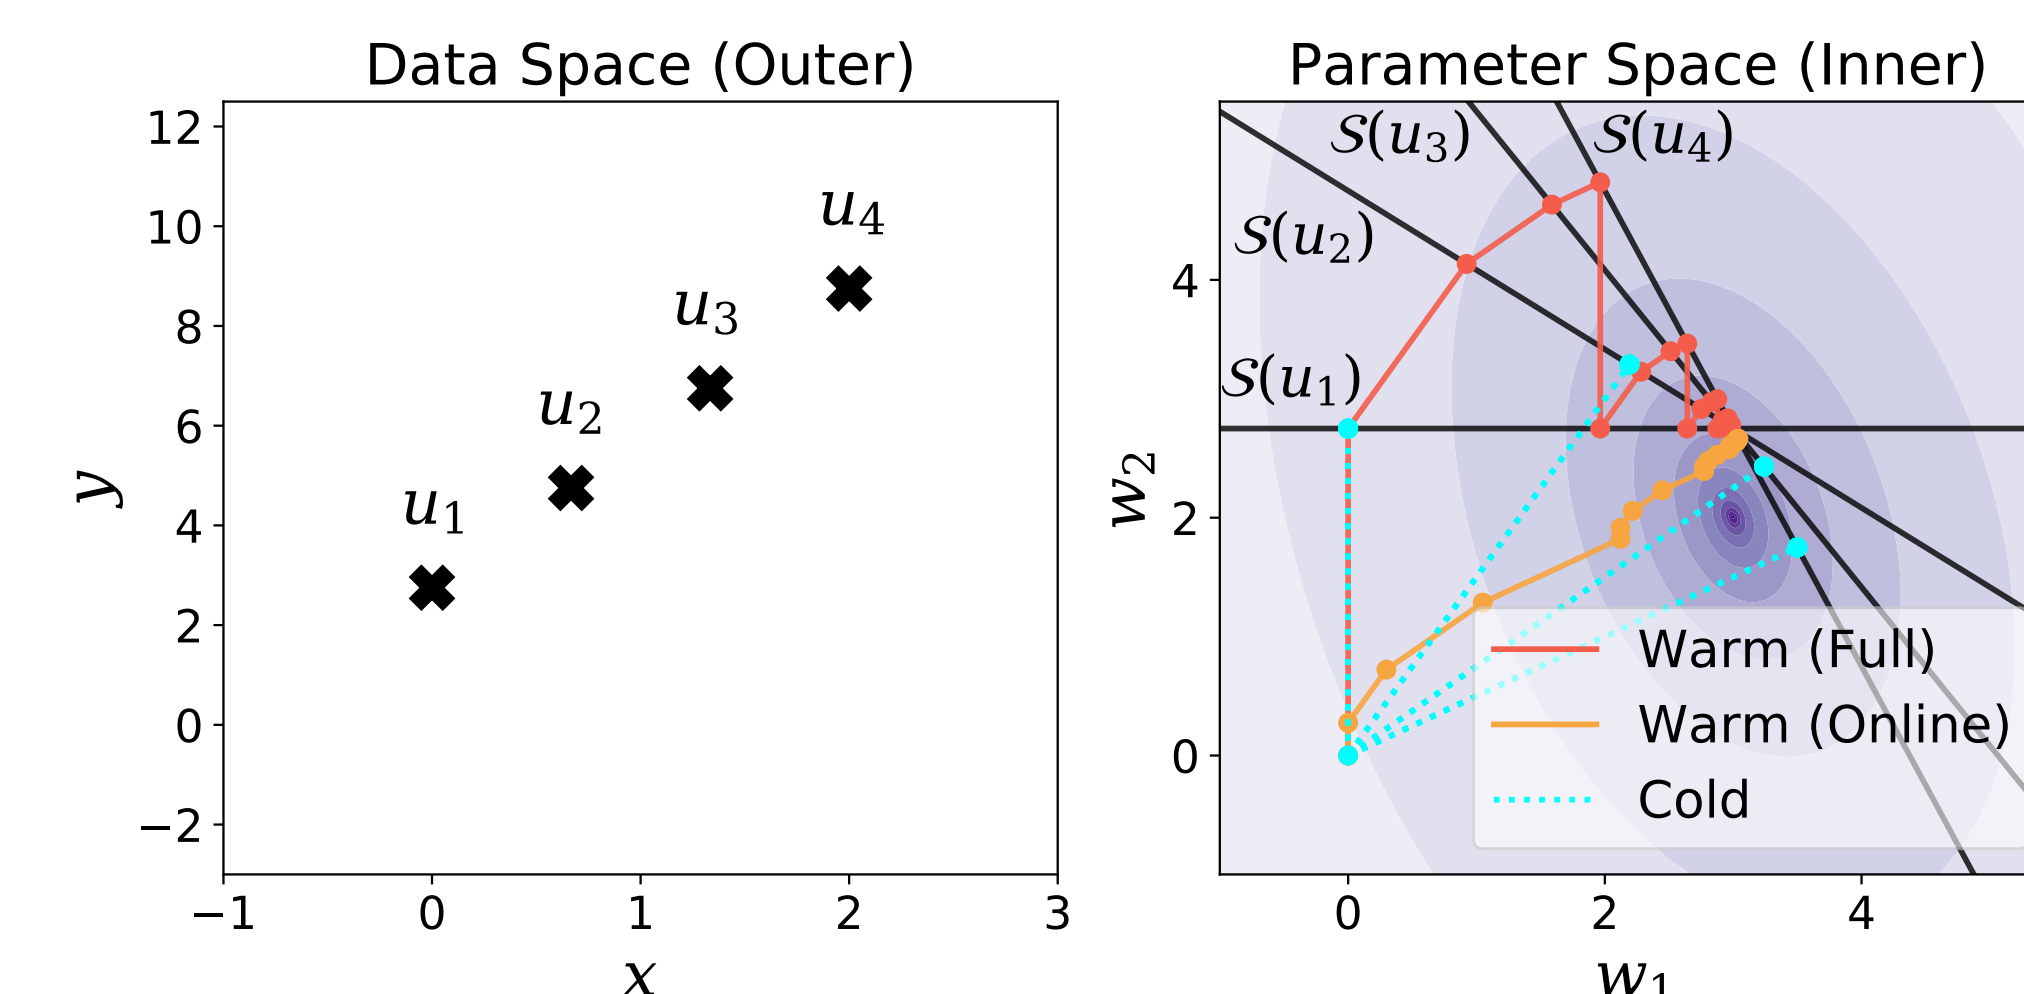 Data Space (Outer)
12
10
8
6
4
2
0
−2
y
u4
u3
u2
u1
−1
0
1
2
3
x
Parameter Space (Inner)
S(u3)
S(u4)
S(u2)
S(u1)
4
2
0
w2
Warm (Full)
Warm (Online)
Cold
0
2
4
w1